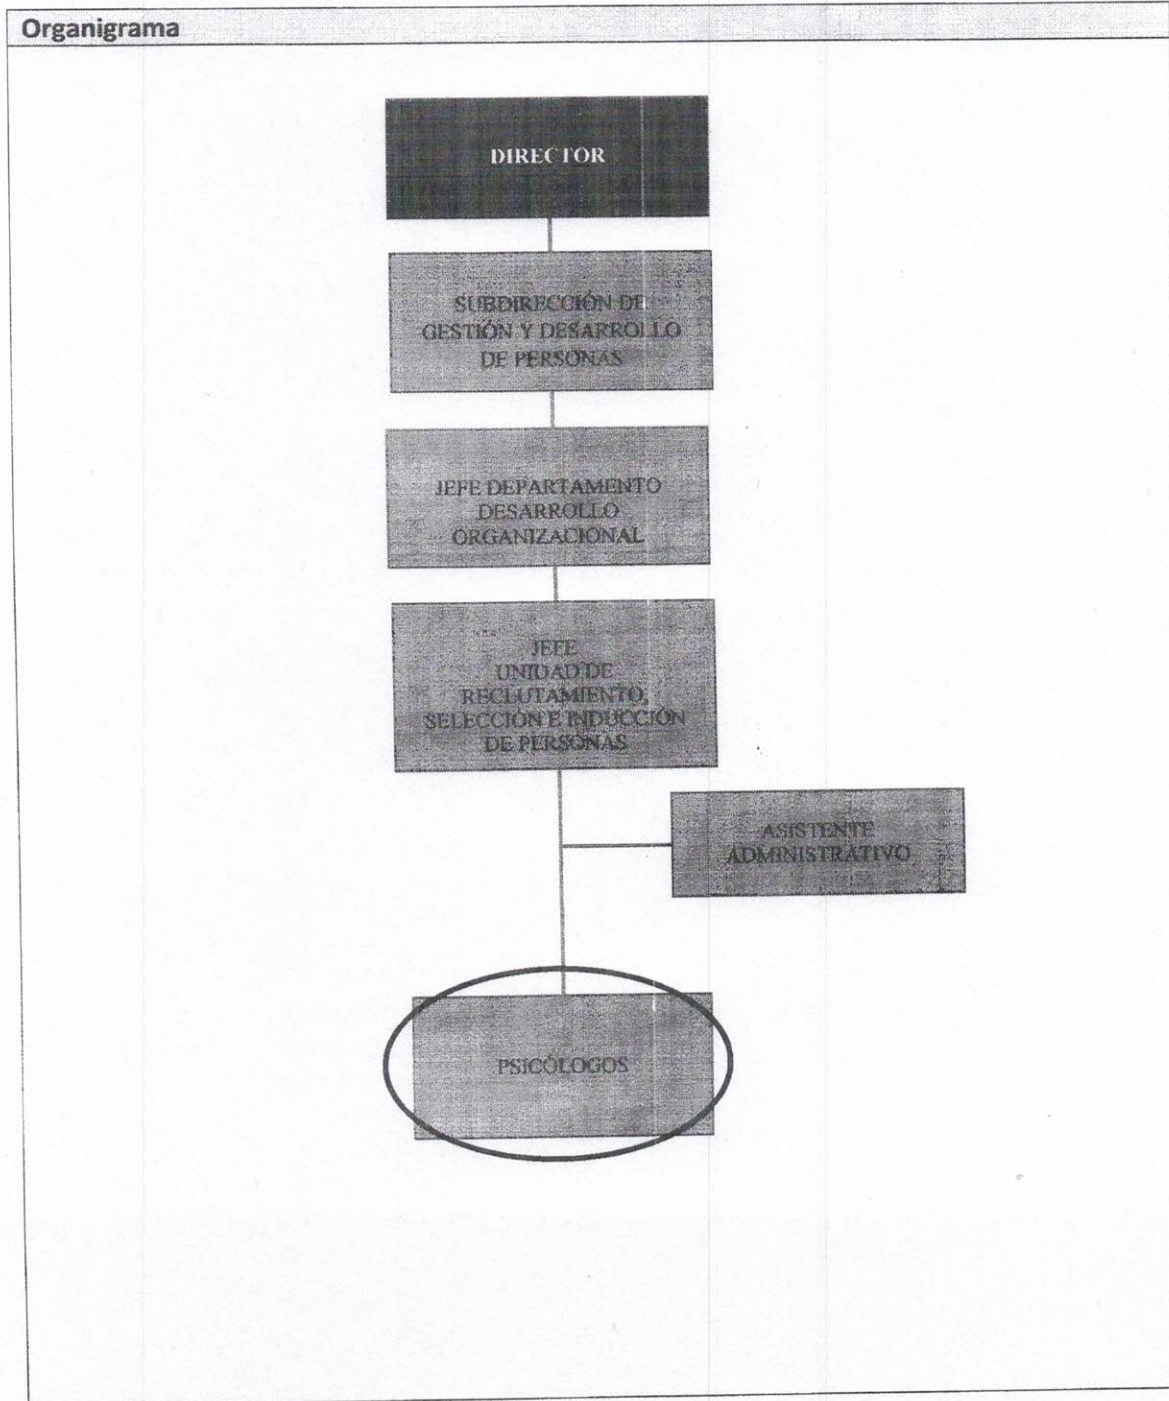 Organigrama
DIRECTOR
SUBDIRECCIÓN DE
GESTIÓN Y DESARROLLO
DE PERSONAS
JEFE DEPARTAMENTO
DESARROLLO
ORGANIZACIONAL
JEFE
UNIDAD DE
RECLUTAMIENTO,
SELECCIÓN E INDUCCIÓN
DE PERSONAS
ASISTENTE
ADMINISTRATIVO
PSICÓLOGOS